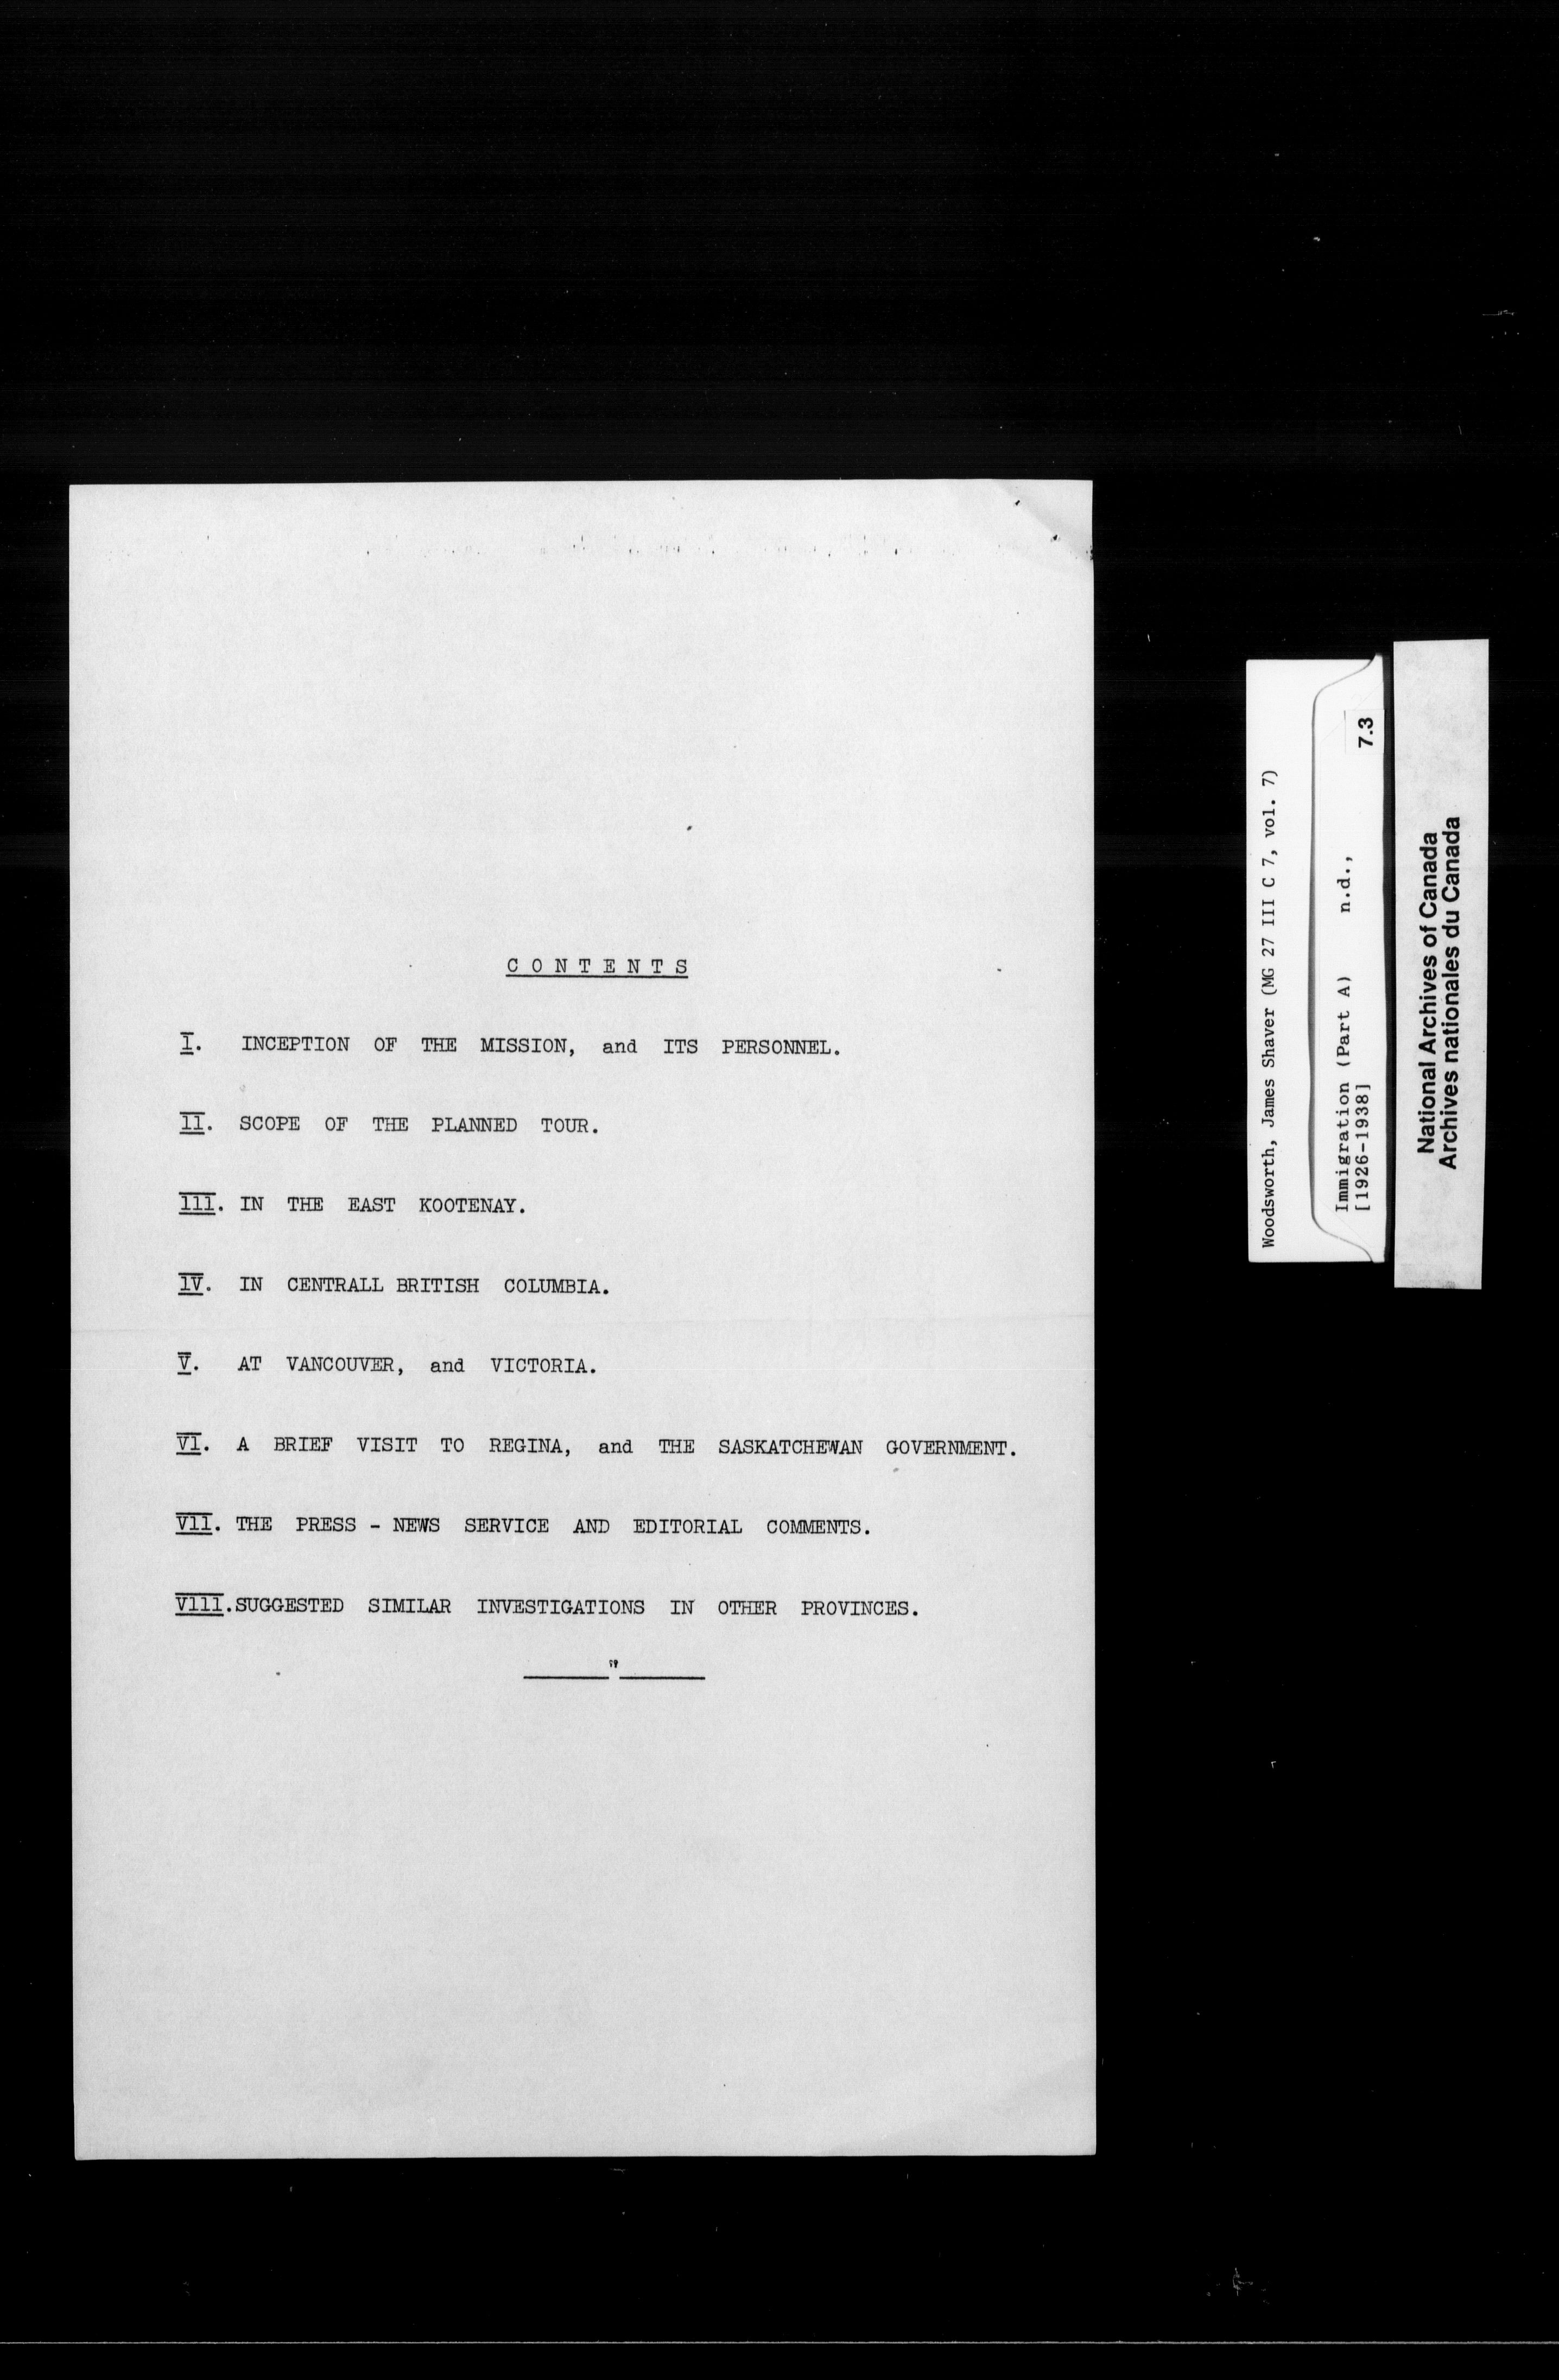 C O N T E N T S
I. INCEPTION OF THE MISSION, and ITS PERSONNEL.
II. SCOPE OF THE PLANNED TOUR.
III. IN THE EAST KOOTENAY.
IV. IN CENTRALL BRITISH COLUMBIA.
V. AT VANCOUVER, and VICTORIA.
VI. A BRIEF VISIT TO REGINA, and THE SASKATCHEWAN GOVERNMENT.
VII. THE PRESS - NEWS SERVICE AND EDITORIAL COMMENTS.
VIII. SUGGESTED SIMILAR INVESTIGATIONS IN OTHER PROVINCES.
Woodsworth, James Shaver (MG 27 III C 7, vol. 7)
Immigration (Part A) n.d.,
[1926-1938] 7.3
National Archives of Canada
Archives nationales du Canada